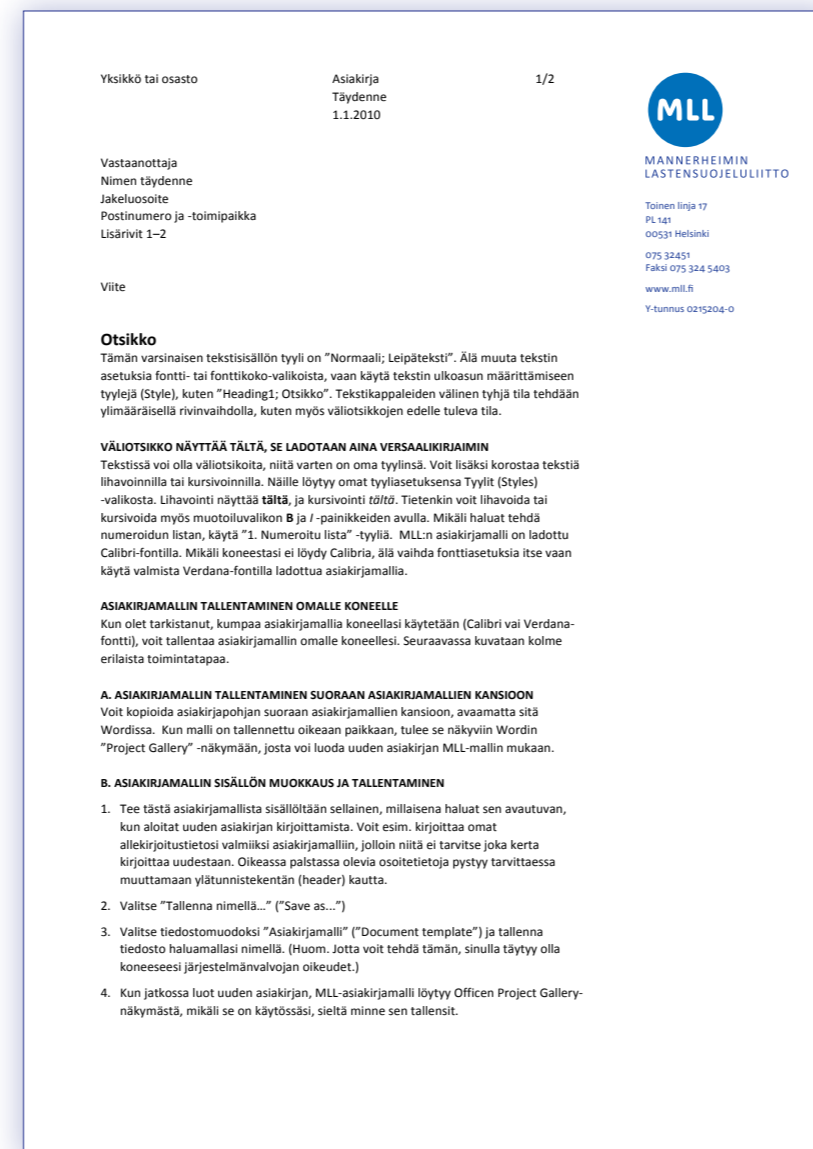 Yksikkö tai osasto
Asiakirja
1/2
Täydenne
1.1.2010
MLL
MANNERHEIMIN
LASTENSUOJELULIITTO
Toinen linja 17
PL 141
00531 Helsinki
075 32451
Faksi 075 324 5403
www.mll.fi
Y-tunnus 0215204-0
Vastaanottaja
Nimen täydenne
Jakeluosoite
Postinumero ja -toimipaikka
Lisärivit 1–2
Viite
Otsikko
Tämän varsinaisen tekstisisällön tyyli on ”Normaali; Leipäteksti”. Älä muuta tekstin
asetuksia fontti- tai fonttikoko-valikoista, vaan käytä tekstin ulkoasun määrittämiseen
tyylejä (Style), kuten ”Heading1; Otsikko”. Tekstikappaleiden välinen tyhjä tila tehdään
ylimääräisellä rivinvaihdolla, kuten myös väliotsikkojen edelle tuleva tila.
VÄLIOTSIKKO NÄYTTÄÄ TÄLTÄ, SE LADOTAAN AINA VERSAALIKIRJAIMIN
Tekstissä voi olla väliotsikoita, niitä varten on oma tyylinsä. Voit lisäksi korostaa tekstiä
lihavoinnilla tai kursivoinnilla. Näille löytyy omat tyyliasetuksensa Tyylit (Styles)
-valikosta. Lihavointi näyttää tältä, ja kursivointi tältä. Tietenkin voit lihavoida tai
kursivoida myös muotoiluvalikon B ja I -painikkeiden avulla. Mikäli haluat tehdä
numeroidun listan, käytä ”1. Numeroitu lista” -tyyliä.  MLL:n asiakirjamalli on ladottu
Calibri-fontilla. Mikäli koneestasi ei löydy Calibria, älä vaihda fonttiasetuksia itse vaan
käytä valmista Verdana-fontilla ladottua asiakirjamallia.
ASIAKIRJAMALLIN TALLENTAMINEN OMALLE KONEELLE
Kun olet tarkistanut, kumpaa asiakirjamallia koneellasi käytetään (Calibri vai Verdana-
fontti), voit tallentaa asiakirjamallin omalle koneellesi. Seuraavassa kuvataan kolme
erilaista toimintatapaa.
A. ASIAKIRJAMALLIN TALLENTAMINEN SUORAAN ASIAKIRJAMALLIEN KANSIOON
Voit kopioida asiakirjapohjan suoraan asiakirjamallien kansioon, avaamatta sitä
Wordissa.  Kun malli on tallennettu oikeaan paikkaan, tulee se näkyviin Wordin
”Project Gallery” -näkymään, josta voi luoda uuden asiakirjan MLL-mallin mukaan.
B. ASIAKIRJAMALLIN SISÄLLÖN MUOKKAUS JA TALLENTAMINEN
1. Tee tästä asiakirjamallista sisällöltään sellainen, millaisena haluat sen avautuvan,
kun aloitat uuden asiakirjan kirjoittamista. Voit esim. kirjoittaa omat
allekirjoitustietosi valmiiksi asiakirjamalliin, jolloin niitä ei tarvitse joka kerta
kirjoittaa uudestaan. Oikeassa palstassa olevia osoitetietoja pystyy tarvittaessa
muuttamaan ylätunnistekentän (header) kautta.
2. Valitse ”Tallenna nimellä…” (”Save as...”)
3. Valitse tiedostomuodoksi ”Asiakirjamalli” (”Document template”) ja tallenna
tiedosto haluamallasi nimellä. (Huom. Jotta voit tehdä tämän, sinulla täytyy olla
koneeseesi järjestelmänvalvojan oikeudet.)
4. Kun jatkossa luot uuden asiakirjan, MLL-asiakirjamalli löytyy Officen Project Gallery-
näkymästä, mikäli se on käytössäsi, sieltä minne sen tallensit.